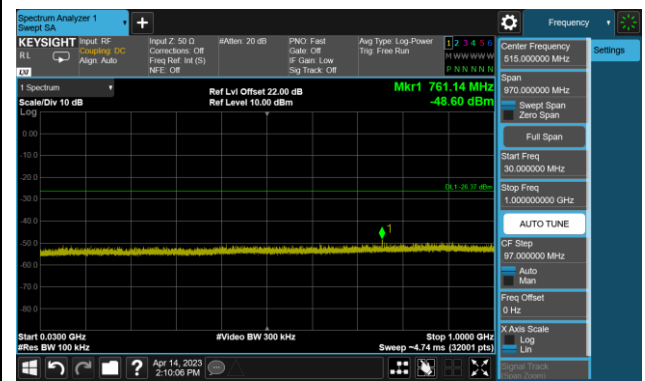 Spectrum Analyzer 1
Swept SA
+
Frequency
KEYSIGHT
RL
LXI
Input: RF
Coupling: DC
Align: Auto
Input Z: 50 Ω
Corrections: Off
Freq Ref: Int (S)
NFE: Off
#Atten: 20 dB
PNO: Fast
Gate: Off
IF Gain: Low
Sig Track: Off
Avg Type: Log-Power
Trig: Free Run
1 2 3 4 5 6
M W W W W W
P N N N N N
1 Spectrum
Scale/Div 10 dB
Log
Ref Lvl Offset 22.00 dB
Ref Level 10.00 dBm
Mkr1 761.14 MHz
-48.60 dBm
0.00
-10.0
-20.0
-30.0
-40.0
-50.0
-60.0
-70.0
-80.0
DL1 -26.37 dBm
1
Start 0.0300 GHz
#Res BW 100 kHz
#Video BW 300 kHz
Stop 1.0000 GHz
Sweep ~4.74 ms (32001 pts)
Apr 14, 2023
2:10:06 PM
?
Center Frequency
515.000000 MHz
Settings
Span
970.000000 MHz
Swept Span
Zero Span
Full Span
Start Freq
30.000000 MHz
Stop Freq
1.000000000 GHz
AUTO TUNE
CF Step
97.000000 MHz
Auto
Man
Freq Offset
0 Hz
X Axis Scale
Log
Lin
Signal Track
(Span Zoom)